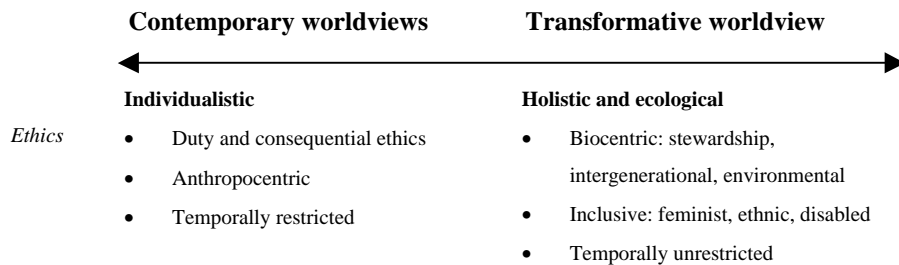 Contemporary worldviews Transformative worldview
Individualistic Holistic and ecological
Ethics • Duty and consequential ethics • Biocentric: stewardship,
intergenerational, environmental
• Anthropocentric
• Inclusive: feminist, ethnic, disabled
• Temporally restricted
• Temporally unrestricted